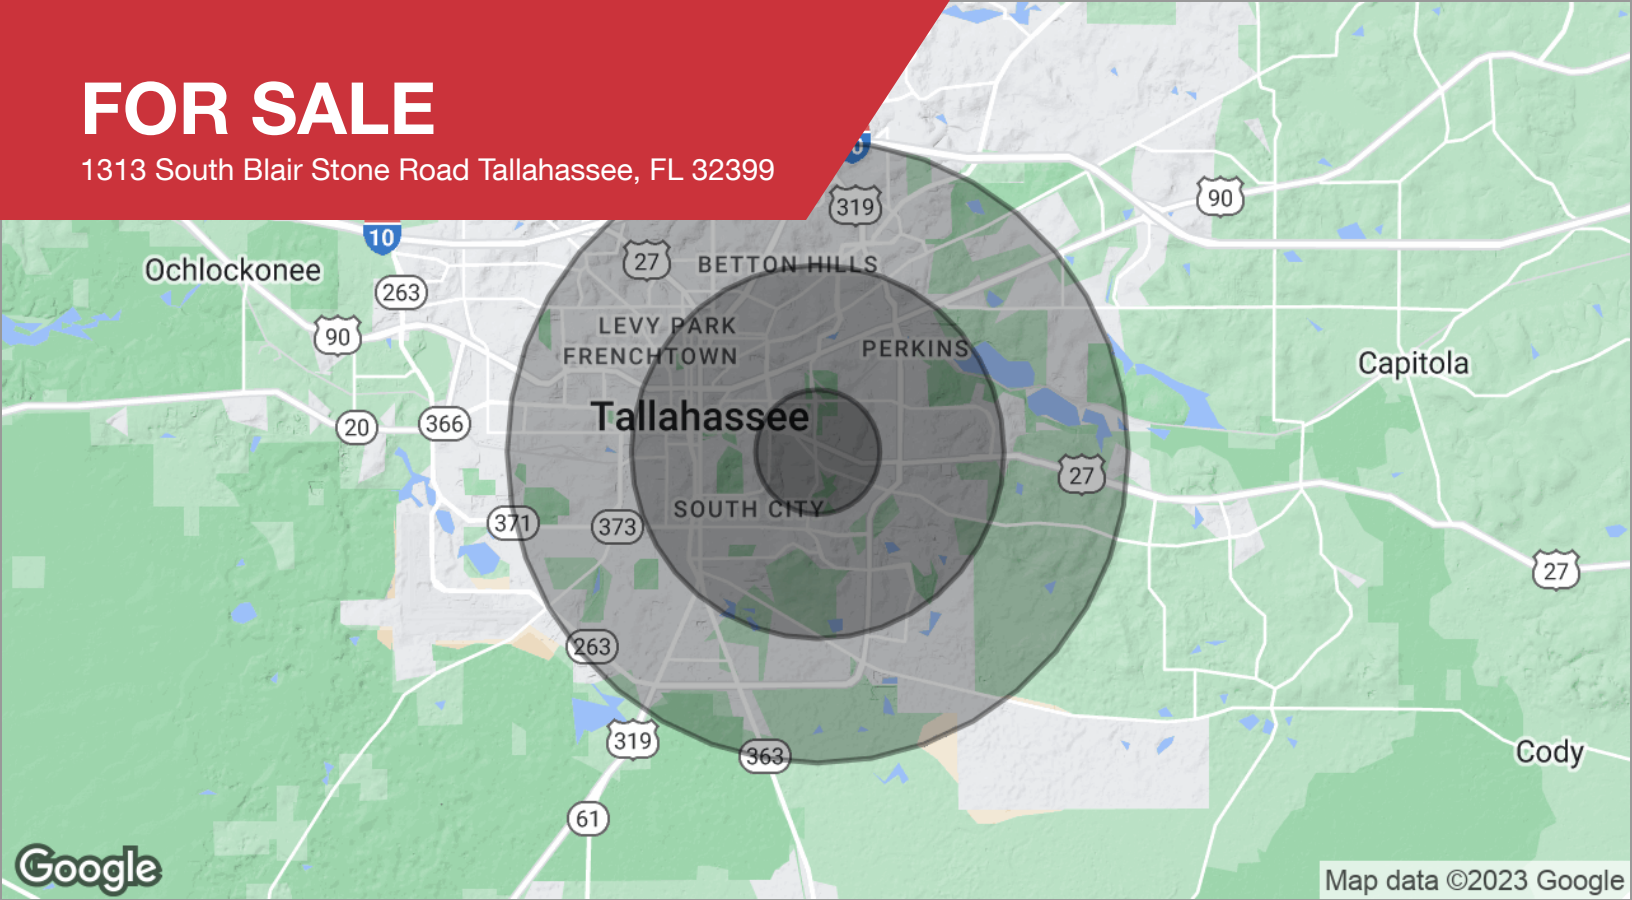 FOR SALE
1313 South Blair Stone Road Tallahassee, FL 32399
319
90
10
27
BETTON HILLS
Ochlockonee
263
LEVY PARK
90
FRENCHTOWN
PERKINS
Capitola
Tallahassee
20
366
27
SOUTH CITY
371
373
27
263
319
363
Cody
61
Google
Map data ©2023 Google